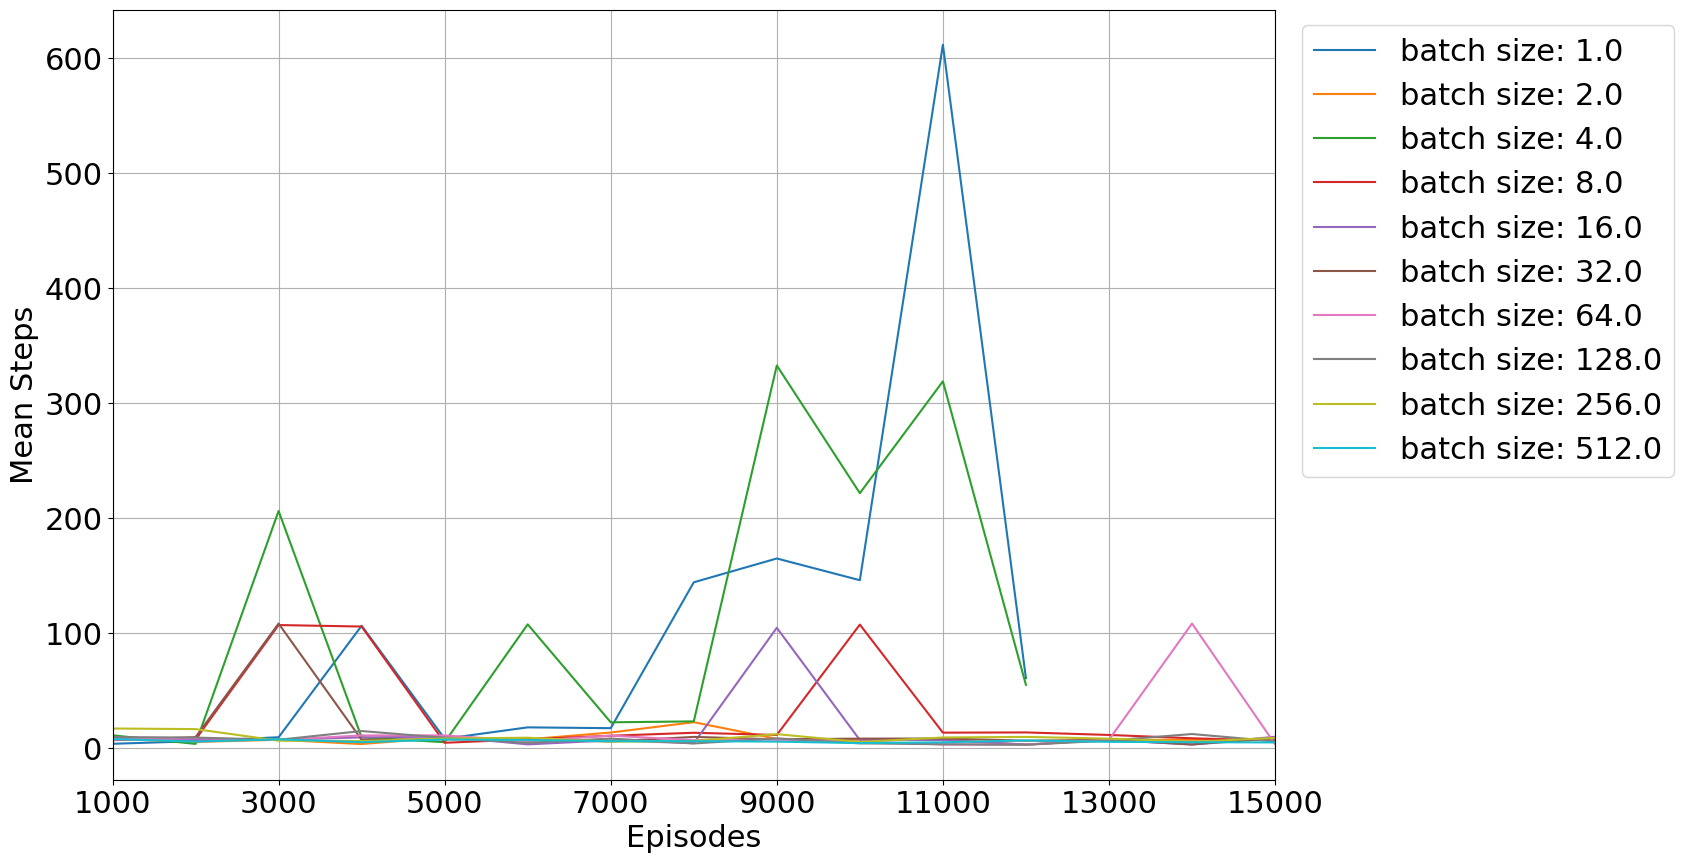 600
500
400
300
200
100
0
Mean Steps
1000 3000 5000 7000 9000 11000 13000 15000
Episodes
batch size: 1.0
batch size: 2.0
batch size: 4.0
batch size: 8.0
batch size: 16.0
batch size: 32.0
batch size: 64.0
batch size: 128.0
batch size: 256.0
batch size: 512.0